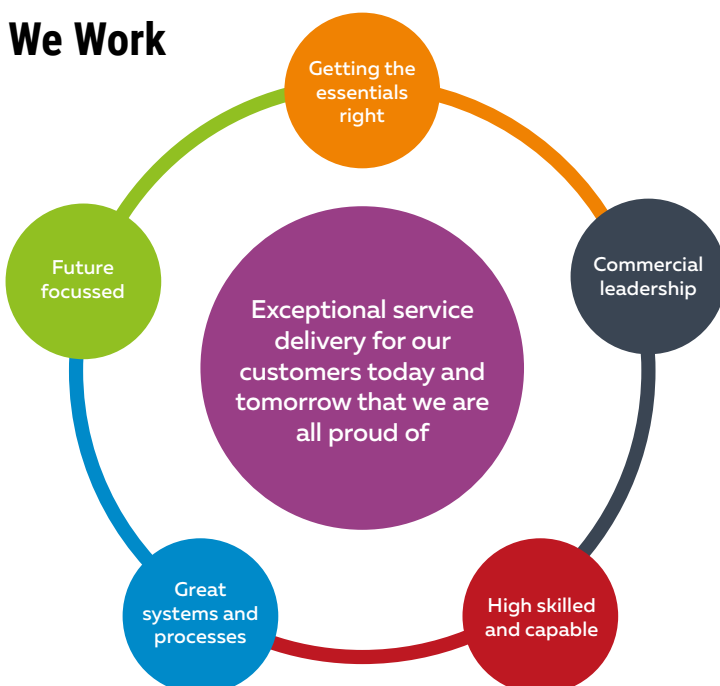 We Work
Getting the
essentials
right
Commercial
leadership
High skilled
and capable
Great
systems and
processes
Future
focussed
Exceptional service
delivery for our
customers today and
tomorrow that we are
all proud of